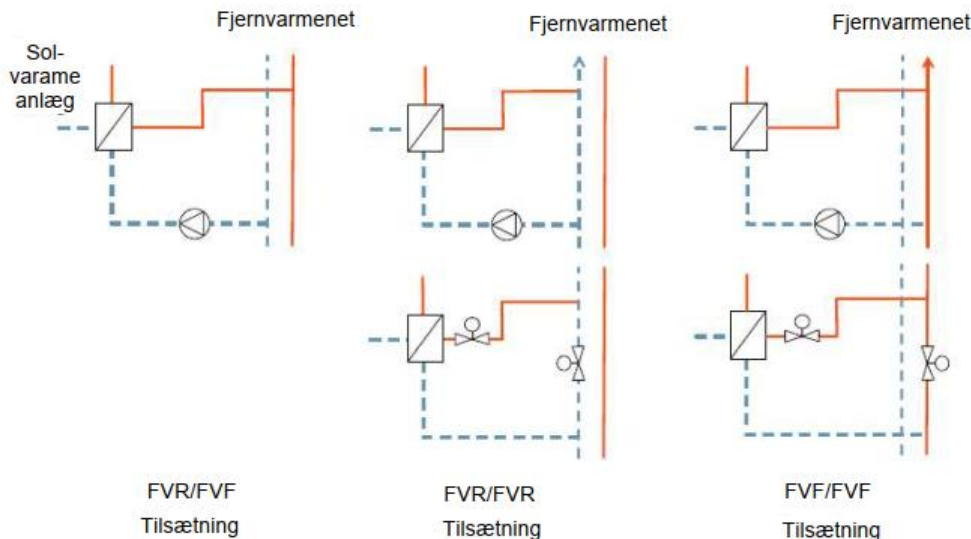 Fjernvarmenet
Fjernvarmenet
Fjernvarmenet
Sol-
varame
anlæg
FVR/FVF
Tilsætning
FVR/FVR
Tilsætning
FVF/FVF
Tilsætning